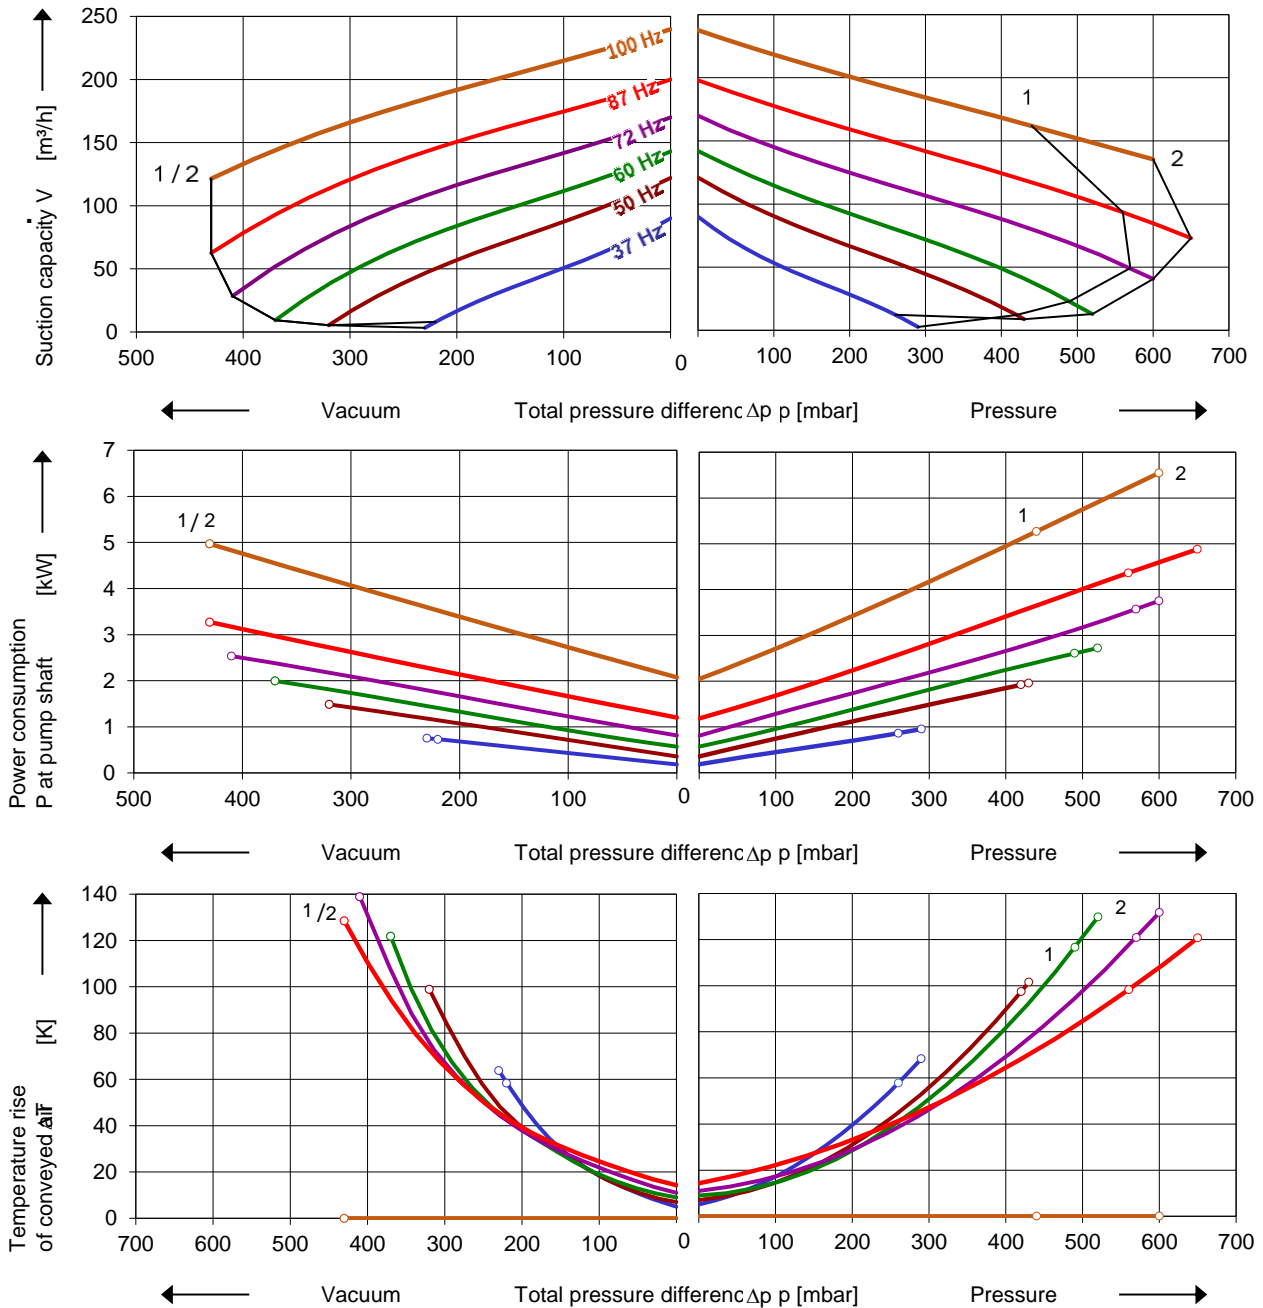 Suction capacity V̇ [m³/h]
250
200
150
100
50
0
100 Hz
87 Hz
72 Hz
60 Hz
50 Hz
37 Hz
1 / 2
1
2
500 400 300 200 100 0 100 200 300 400 500 600 700
Vacuum Total pressure differenc Δp p [mbar] Pressure
Power consumption
P at pump shaft [kW]
7
6
5
4
3
2
1
0
1 / 2
1
2
500 400 300 200 100 0 100 200 300 400 500 600 700
Vacuum Total pressure differenc Δp p [mbar] Pressure
Temperature rise
of conveyed air [K]
140
120
100
80
60
40
20
0
1 /2
1
2
700 600 500 400 300 200 100 0 100 200 300 400 500 600 700
Vacuum Total pressure differenc Δp p [mbar] Pressure